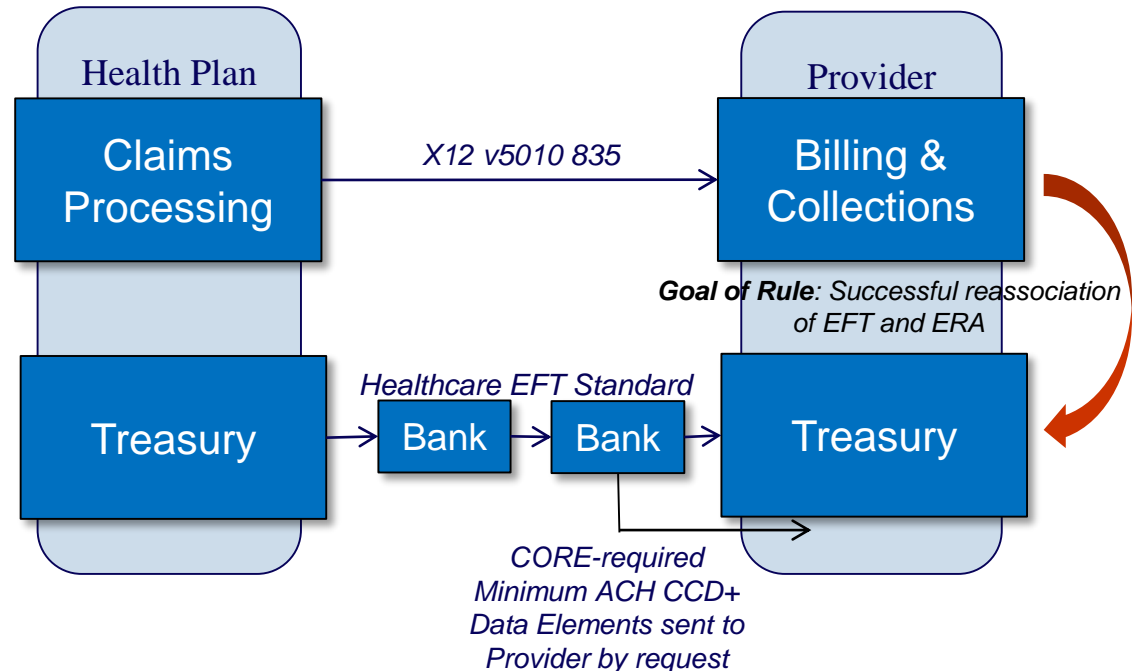 Health Plan
Provider
Claims
Processing
X12 v5010 835
Billing &
Collections
Goal of Rule: Successful reassociation
of EFT and ERA
Healthcare EFT Standard
Treasury
Bank
Bank
Treasury
CORE-required
Minimum ACH CCD+
Data Elements sent to
Provider by request